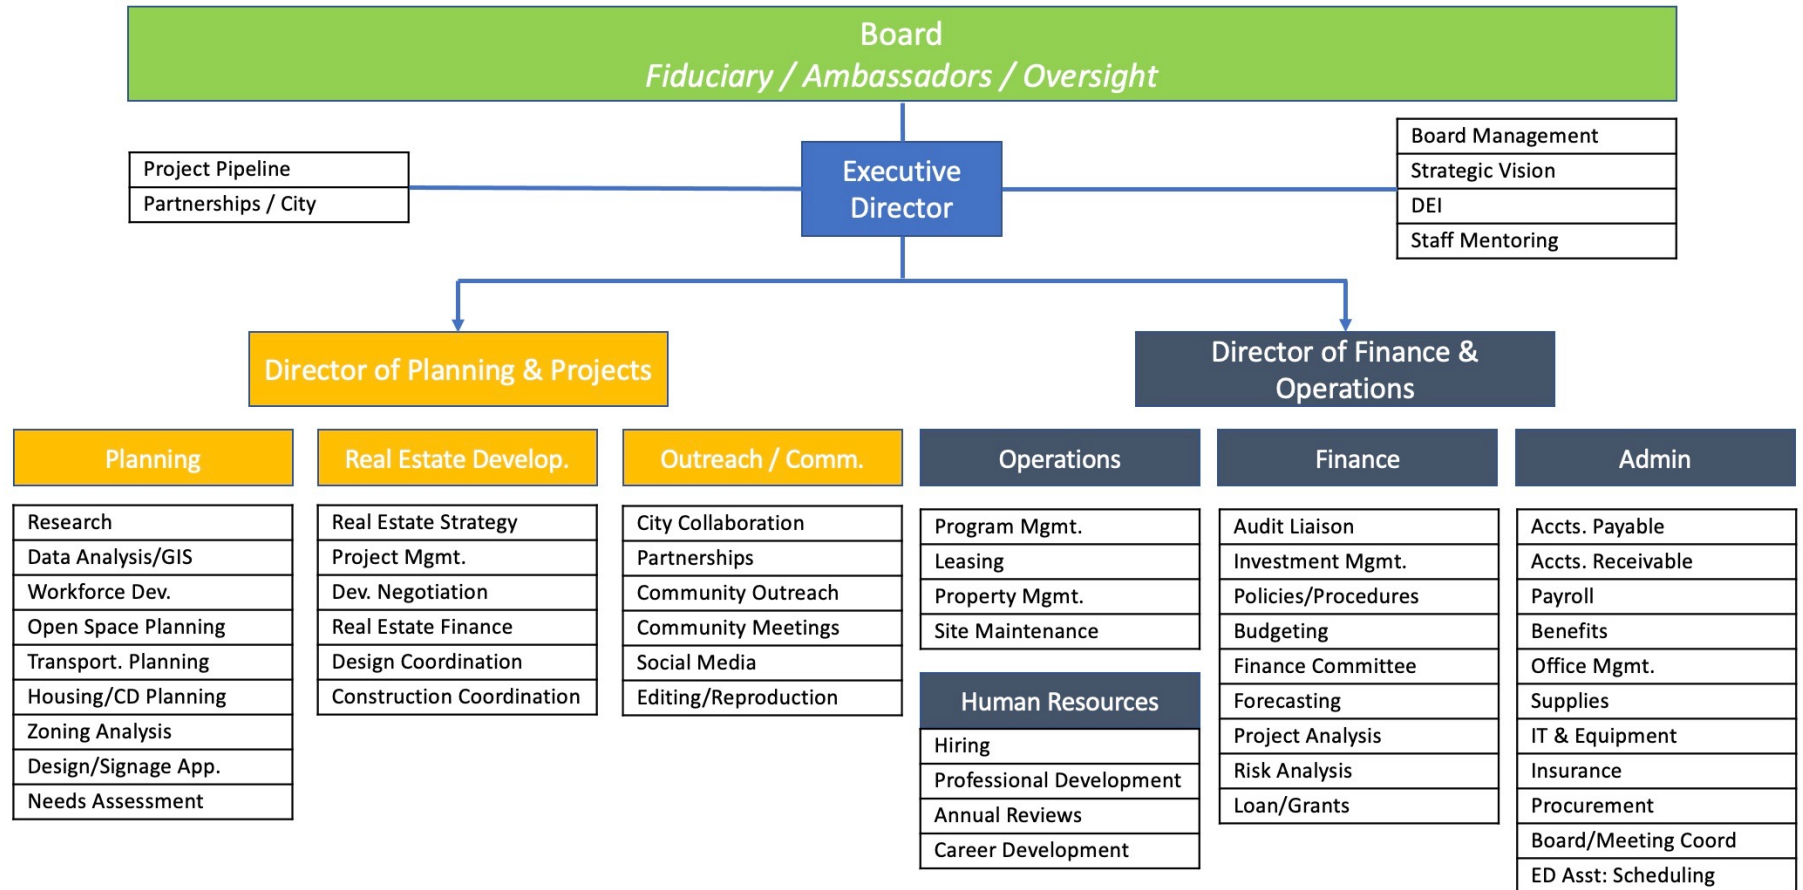 Board
Fiduciary / Ambassadors / Oversight
Project Pipeline
Partnerships / City
Executive
Director
Board Management
Strategic Vision
DEI
Staff Mentoring
Director of Planning & Projects
Director of Finance &
Operations
Planning
Research
Data Analysis/GIS
Workforce Dev.
Open Space Planning
Transport. Planning
Housing/CD Planning
Zoning Analysis
Design/Signage App.
Needs Assessment
Real Estate Develop.
Real Estate Strategy
Project Mgmt.
Dev. Negotiation
Real Estate Finance
Design Coordination
Construction Coordination
Outreach / Comm.
City Collaboration
Partnerships
Community Outreach
Community Meetings
Social Media
Editing/Reproduction
Operations
Program Mgmt.
Leasing
Property Mgmt.
Site Maintenance
Human Resources
Hiring
Professional Development
Annual Reviews
Career Development
Finance
Audit Liaison
Investment Mgmt.
Policies/Procedures
Budgeting
Finance Committee
Forecasting
Project Analysis
Risk Analysis
Loan/Grants
Admin
Accts. Payable
Accts. Receivable
Payroll
Benefits
Office Mgmt.
Supplies
IT & Equipment
Insurance
Procurement
Board/Meeting Coord
ED Asst: Scheduling